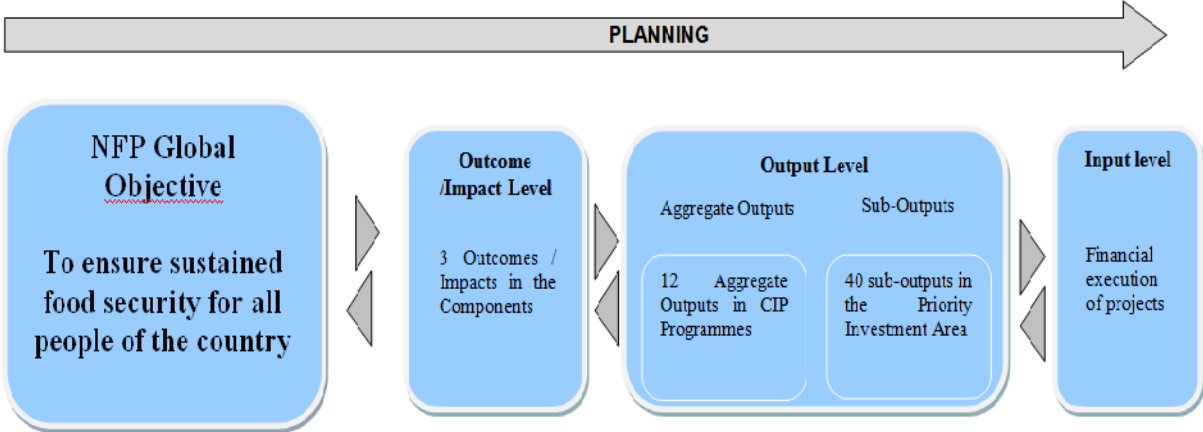 PLANNING
NFP Global
Objective
To ensure sustained
food security for all
people of the country
Outcome
/Impact Level
3 Outcomes /
Impacts in the
Components
Output Level
Aggregate Outputs
12 Aggregate
Outputs in CIP
Programmes
Sub-Outputs
40 sub-outputs in
the Priority
Investment Area
Input level
Financial
execution
of projects